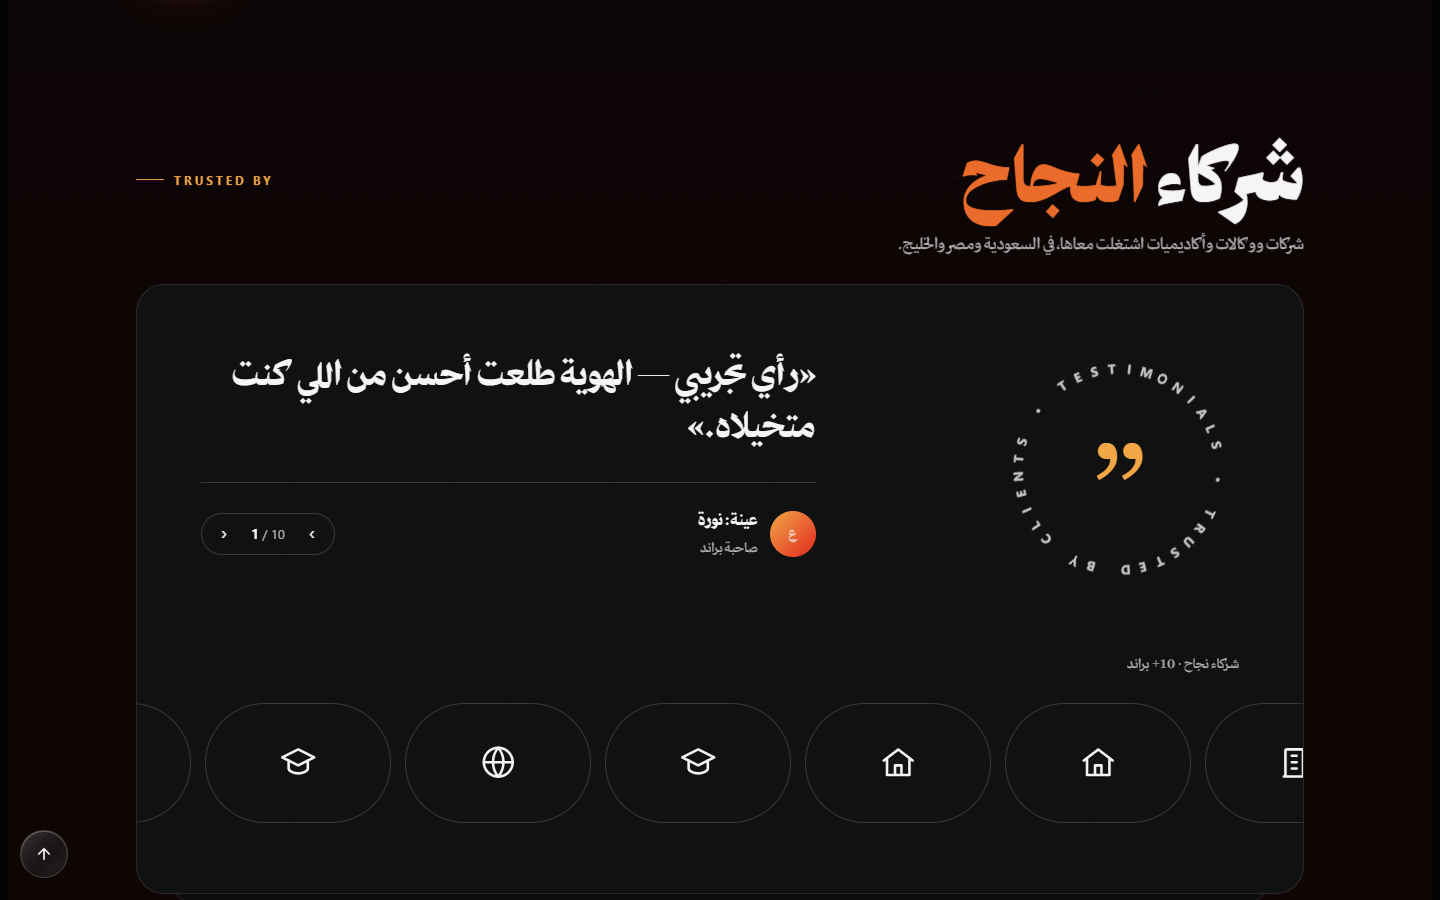 شركاء النجاح
TRUSTED BY
شركات ووكالات وأكاديميات اشتغلت معاها، في السعودية ومصر والخليج.
TESTIMONIALS • TRUSTED BY CLIENTS •
”
«رأي تجريبي — الهوية طلعت أحسن من اللي كنت
متخيلاه.»
ع
عينة: نورة
صاحبة براند
1 / 10
شركاء نجاح · 10+ براند